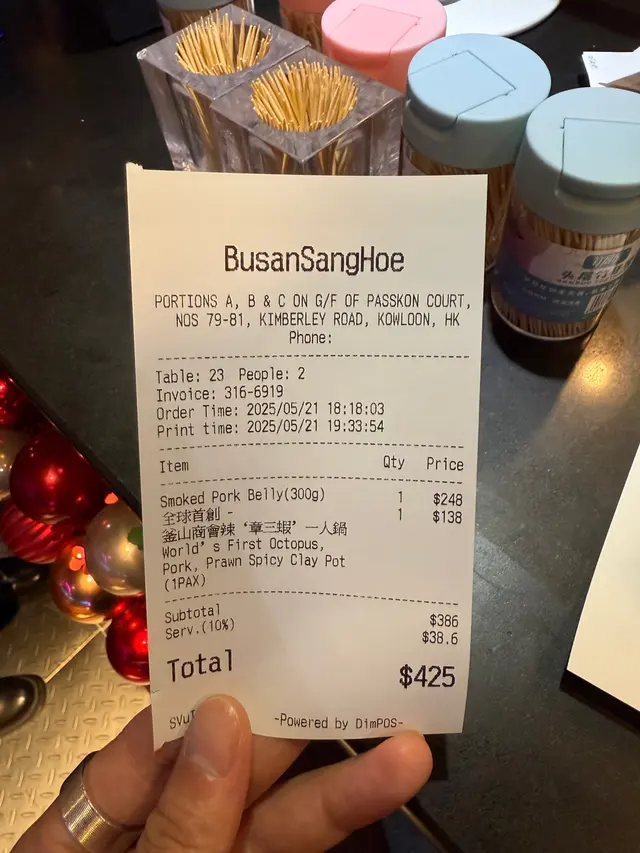 BusanSangHoe
PORTIONS A, B & C ON G/F OF PASSKON COURT,
NOS 79-81, KIMBERLEY ROAD, KOWLOON, HK
Phone:
Table: 23 People: 2
Invoice: 316-6919
Order Time: 2025/05/21 18:18:03
Print time: 2025/05/21 19:33:54
Item Qty Price
Smoked Pork Belly(300g) 1 $248
全球首創 - 1 $138
釜山商會辣‘章三蝦’一人鍋
World's First Octopus,
Pork, Prawn Spicy Clay Pot
(1PAX)
Subtotal $386
Serv.(10%) $38.6
Total $425
-Powered by DimPOS-